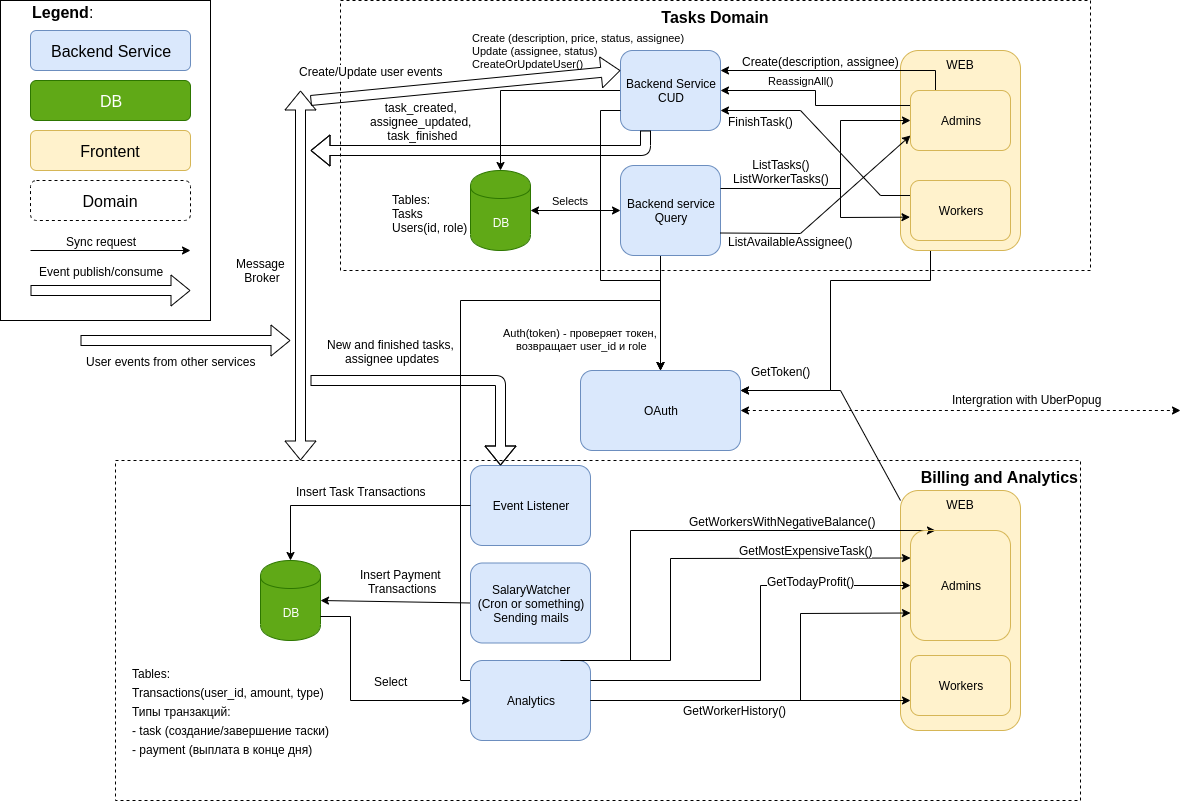 Legend:
Backend Service
DB
Frontent
Domain
Sync request
Event publish/consume
User events from other services
Message
Broker
Tasks Domain
Create (description, price, status, assignee)
Update (assignee, status)
CreateOrUpdateUser()
Create/Update user events
task_created,
assignee_updated,
task_finished
Backend Service
CUD
Create(description, assignee)
ReassignAll()
FinishTask()
WEB
Admins
Workers
ListTasks()
ListWorkerTasks()
Tables:
Tasks
Users(id, role)
DB
Selects
Backend service
Query
ListAvailableAssignee()
New and finished tasks,
assignee updates
Auth(token) - проверяет токен,
возвращает user_id и role
GetToken()
OAuth
Intergration with UberPopug
Billing and Analytics
Insert Task Transactions
Event Listener
WEB
GetWorkersWithNegativeBalance()
GetMostExpensiveTask()
GetTodayProfit()
Admins
Insert Payment
Transactions
SalaryWatcher
(Cron or something)
Sending mails
DB
Tables:
Transactions(user_id, amount, type)
Типы транзакций:
- task (создание/завершение таски)
- payment (выплата в конце дня)
Select
Analytics
GetWorkerHistory()
Workers